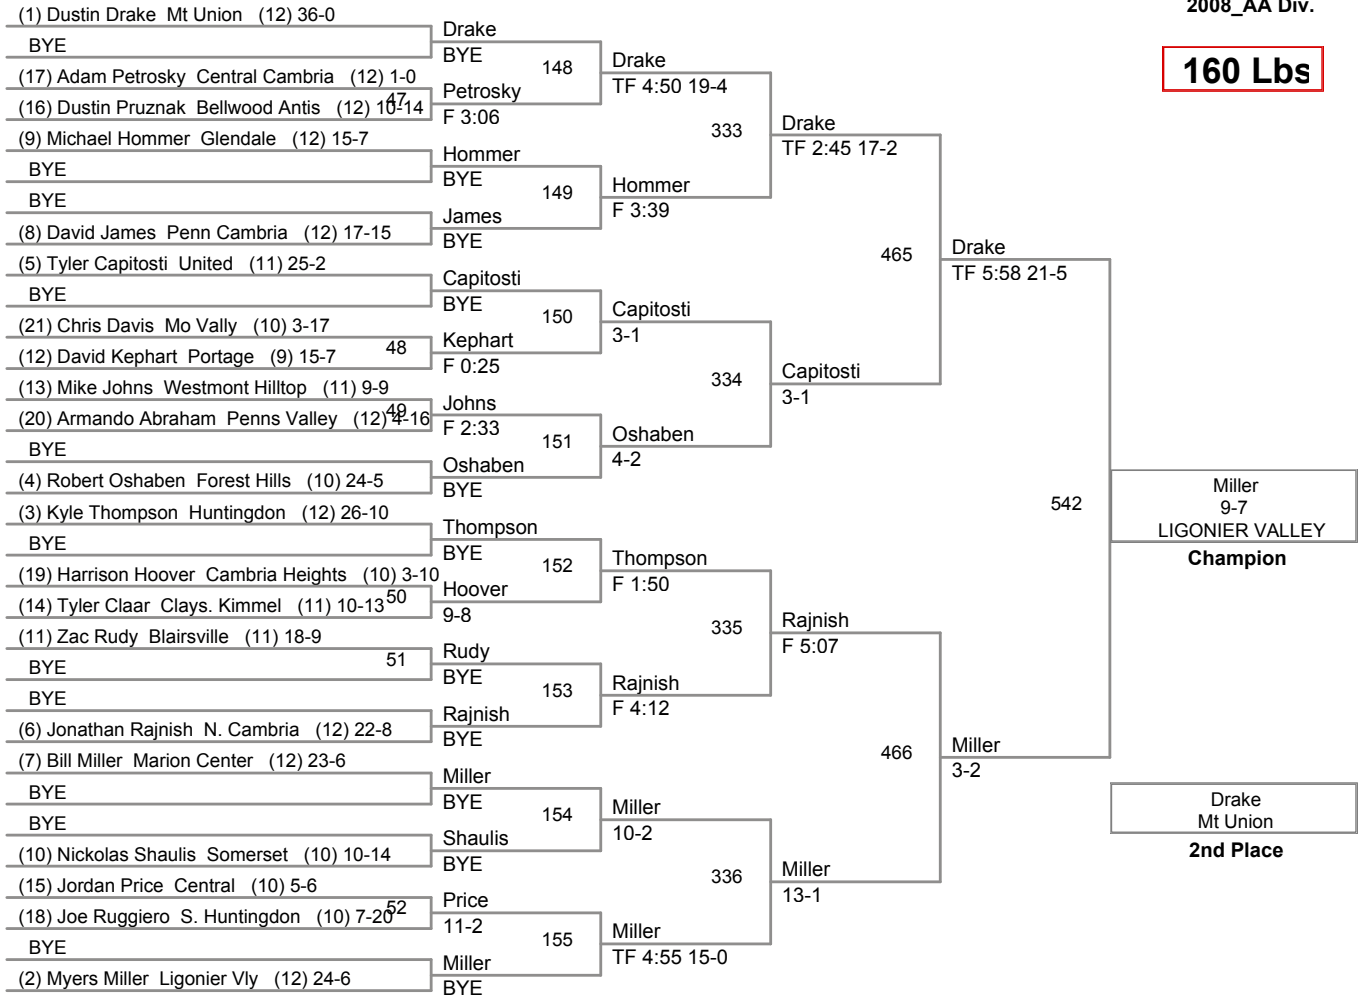 2008_AA Div.
160 Lbs
(1) Dustin Drake Mt Union (12) 36-0
BYE
(17) Adam Petrosky Central Cambria (12) 1-0
47
(16) Dustin Pruznak Bellwood Antis (12) 10-14
(9) Michael Hommer Glendale (12) 15-7
BYE
BYE
(8) David James Penn Cambria (12) 17-15
(5) Tyler Capitosti United (11) 25-2
BYE
(21) Chris Davis Mo Vally (10) 3-17
48
(12) David Kephart Portage (9) 15-7
(13) Mike Johns Westmont Hilltop (11) 9-9
49
(20) Armando Abraham Penns Valley (12) 4-16
BYE
(4) Robert Oshaben Forest Hills (10) 24-5
(3) Kyle Thompson Huntingdon (12) 26-10
BYE
(19) Harrison Hoover Cambria Heights (10) 3-10
50
(14) Tyler Claar Clays. Kimmel (11) 10-13
(11) Zac Rudy Blairsville (11) 18-9
51
BYE
BYE
(6) Jonathan Rajnish N. Cambria (12) 22-8
(7) Bill Miller Marion Center (12) 23-6
BYE
BYE
(10) Nickolas Shaulis Somerset (10) 10-14
(15) Jordan Price Central (10) 5-6
52
(18) Joe Ruggiero S. Huntingdon (10) 7-20
BYE
(2) Myers Miller Ligonier Vly (12) 24-6
Drake
BYE
148
Petrosky
F 3:06
Hommer
BYE
149
James
BYE
Capitosti
BYE
150
Kephart
F 0:25
Johns
F 2:33
151
Oshaben
BYE
Thompson
BYE
152
Hoover
9-8
Rudy
BYE
153
Rajnish
BYE
Miller
BYE
154
Shaulis
BYE
Price
11-2
155
Miller
BYE
Drake
TF 4:50 19-4
333
Hommer
F 3:39
Capitosti
3-1
334
Oshaben
4-2
Thompson
F 1:50
335
Rajnish
F 4:12
Miller
10-2
336
Miller
TF 4:55 15-0
Drake
TF 2:45 17-2
465
Capitosti
3-1
Rajnish
F 5:07
466
Miller
13-1
Drake
TF 5:58 21-5
542
Miller
3-2
Miller
9-7
LIGONIER VALLEY
Champion
Drake
Mt Union
2nd Place